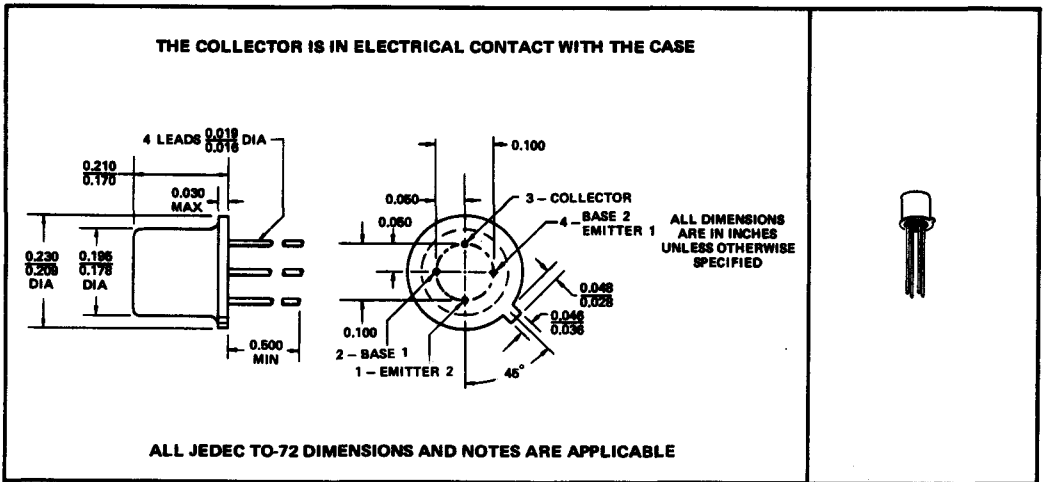 THE COLLECTOR IS IN ELECTRICAL CONTACT WITH THE CASE
4 LEADS 0.019/0.016 DIA
0.210
0.170
0.030
MAX
0.230
0.209
DIA
0.195
0.178
DIA
0.500
MIN
0.100
0.050
0.050
3 – COLLECTOR
4 – BASE 2
EMITTER 1
0.100
2 – BASE 1
1 – EMITTER 2
45°
0.048
0.028
0.046
0.036
ALL DIMENSIONS
ARE IN INCHES
UNLESS OTHERWISE
SPECIFIED
ALL JEDEC TO-72 DIMENSIONS AND NOTES ARE APPLICABLE